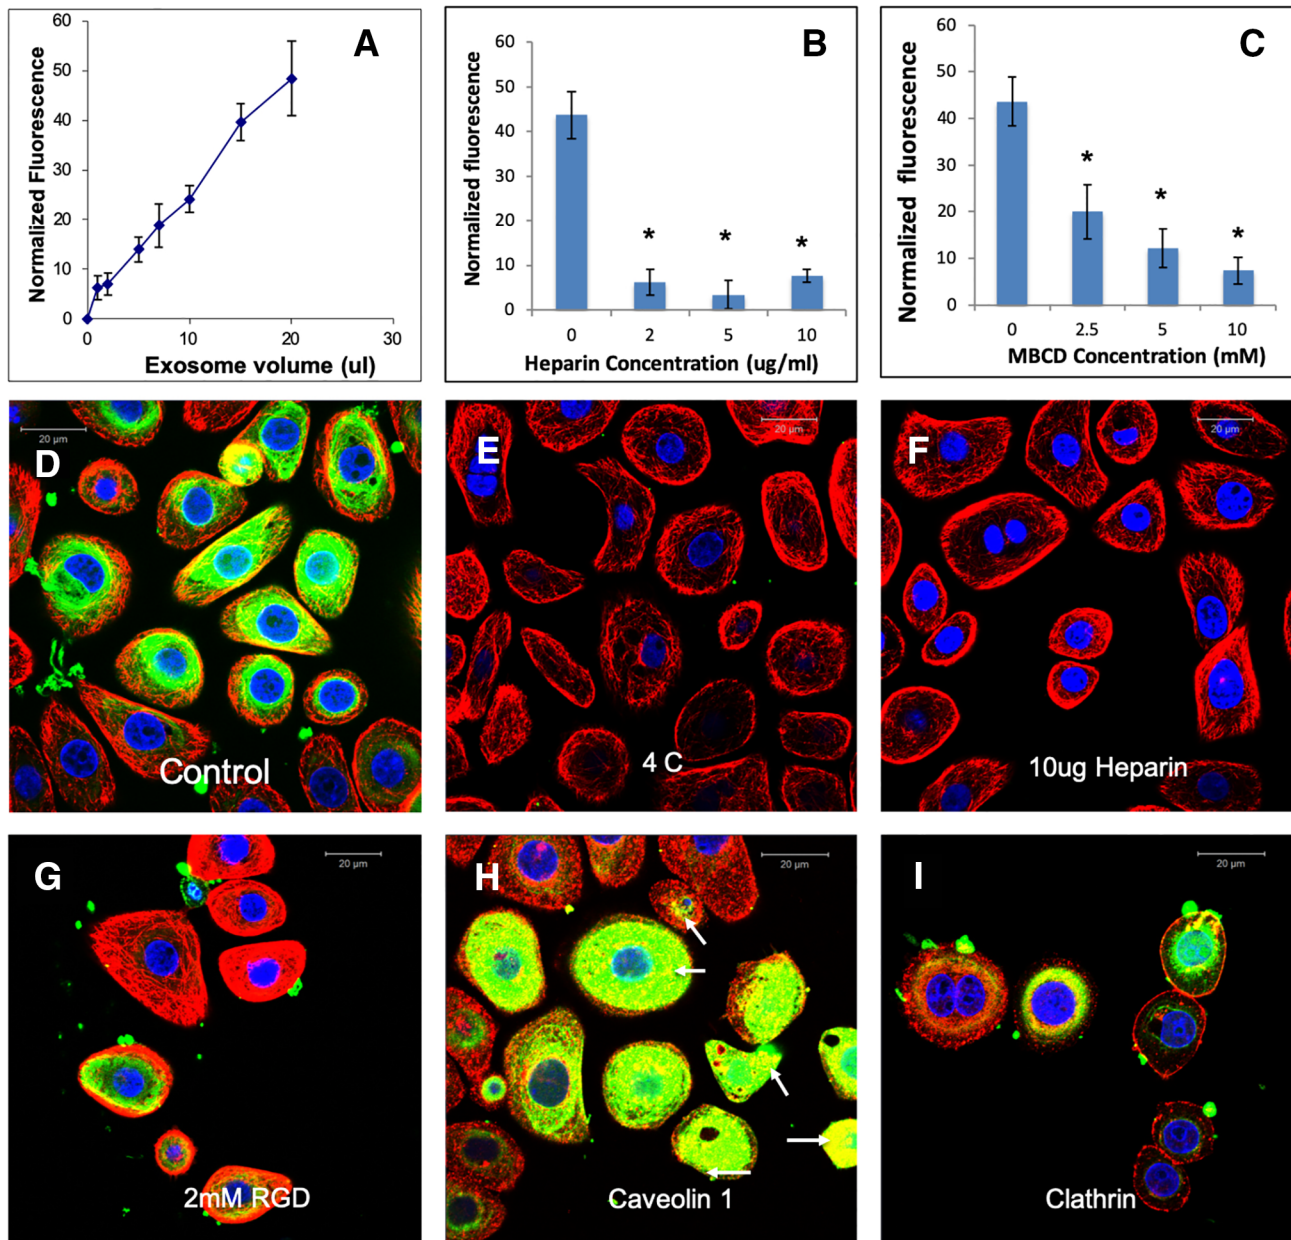 A
Normalized Fluorescence
60
50
40
30
20
10
0
0
10
20
30
Exosome volume (ul)
B
Normalized fluorescence
60
50
40
30
20
10
0
* * *
0
2
5
10
Heparin Concentration (ug/ml)
C
Normalized fluorescence
60
50
40
30
20
10
0
* * *
0
2.5
5
10
MBCD Concentration (mM)
D
20 µm
Control
E
20 µm
4 C
F
20 µm
10ug Heparin
G
20 µm
2mM RGD
H
20 µm
Caveolin 1
I
20 µm
Clathrin